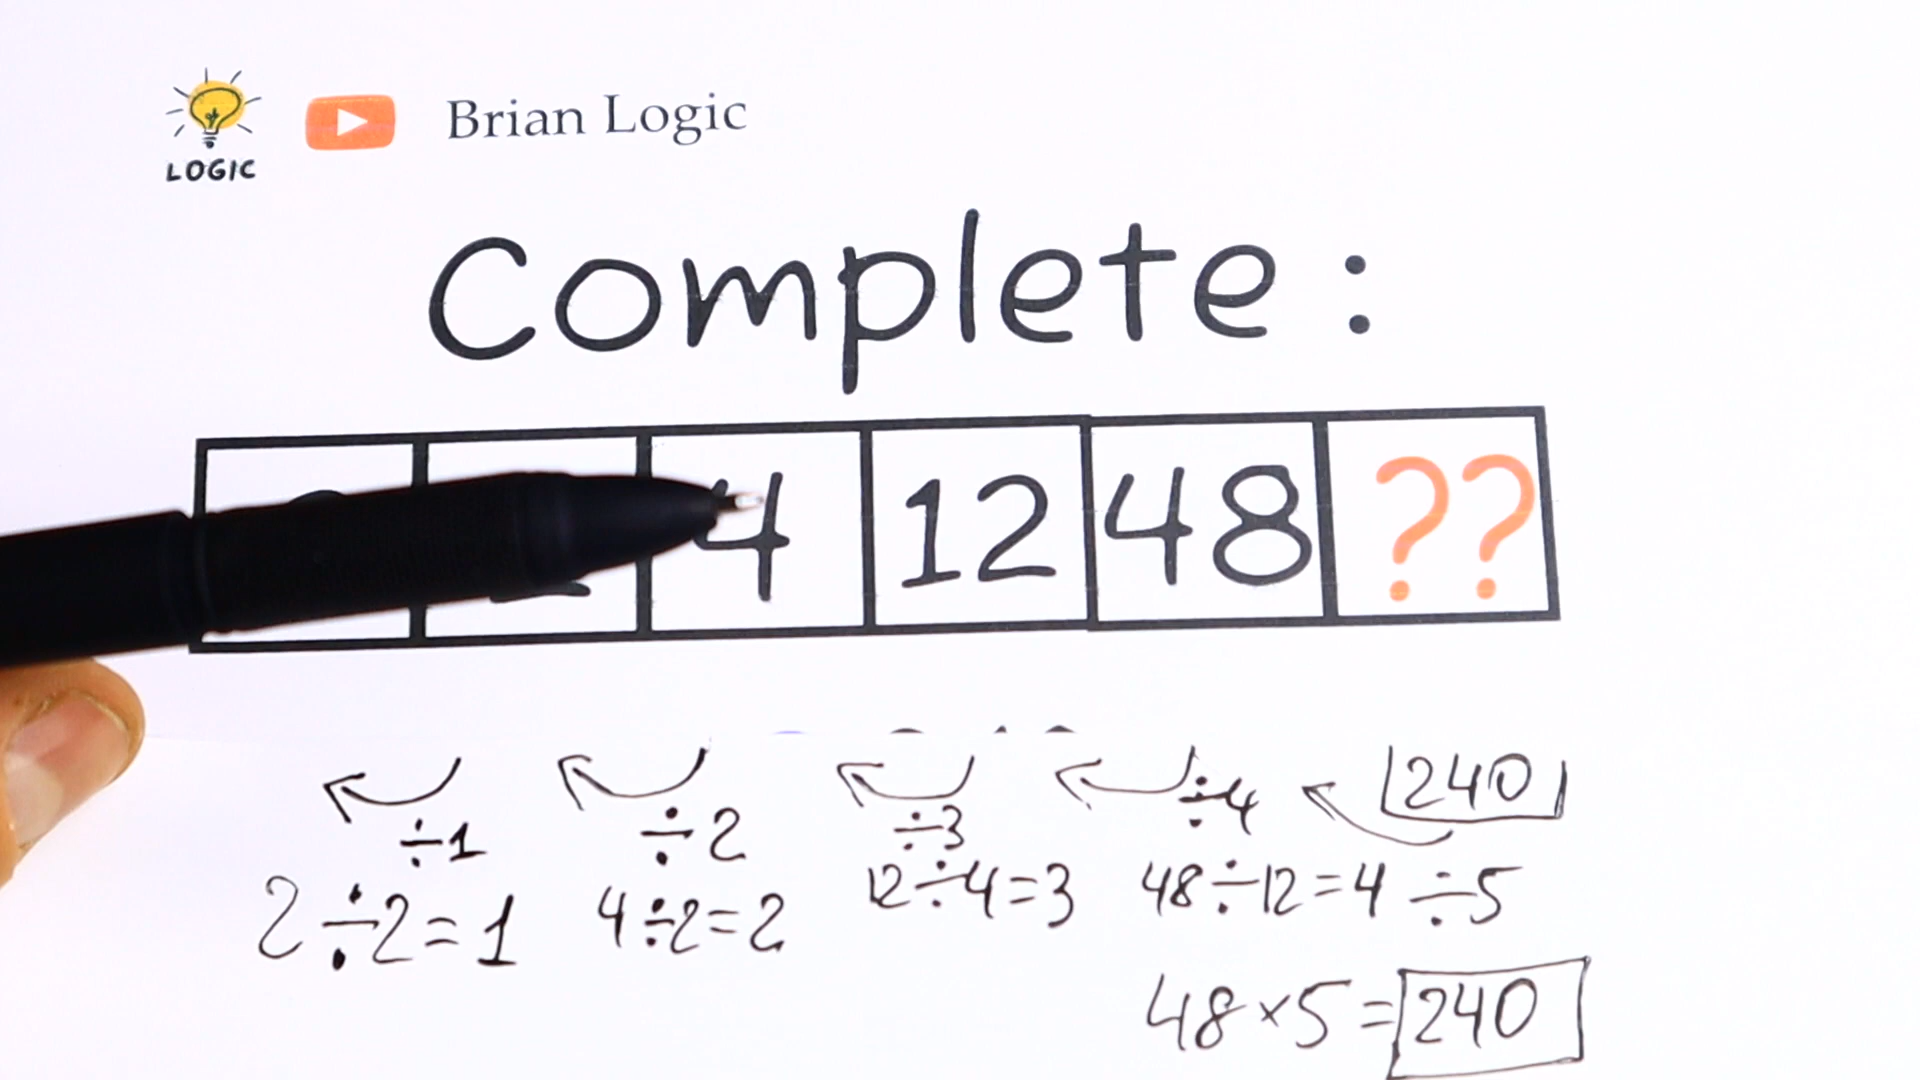 LOGIC
Brian Logic
Complete :
4 12 48 ??
÷1 ÷2 ÷3 ÷4 240
2÷2=1 4÷2=2 12÷4=3 48÷12=4 ÷5
48×5=240